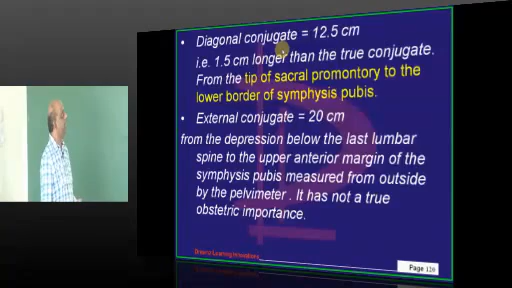 • Diagonal conjugate = 12.5 cm
i.e. 1.5 cm longer than the true conjugate.
From the tip of sacral promontory to the
lower border of symphysis pubis.
• External conjugate = 20 cm
from the depression below the last lumbar
spine to the upper anterior margin of the
symphysis pubis measured from outside
by the pelvimeter . It has not a true
obstetric importance.
Page 116